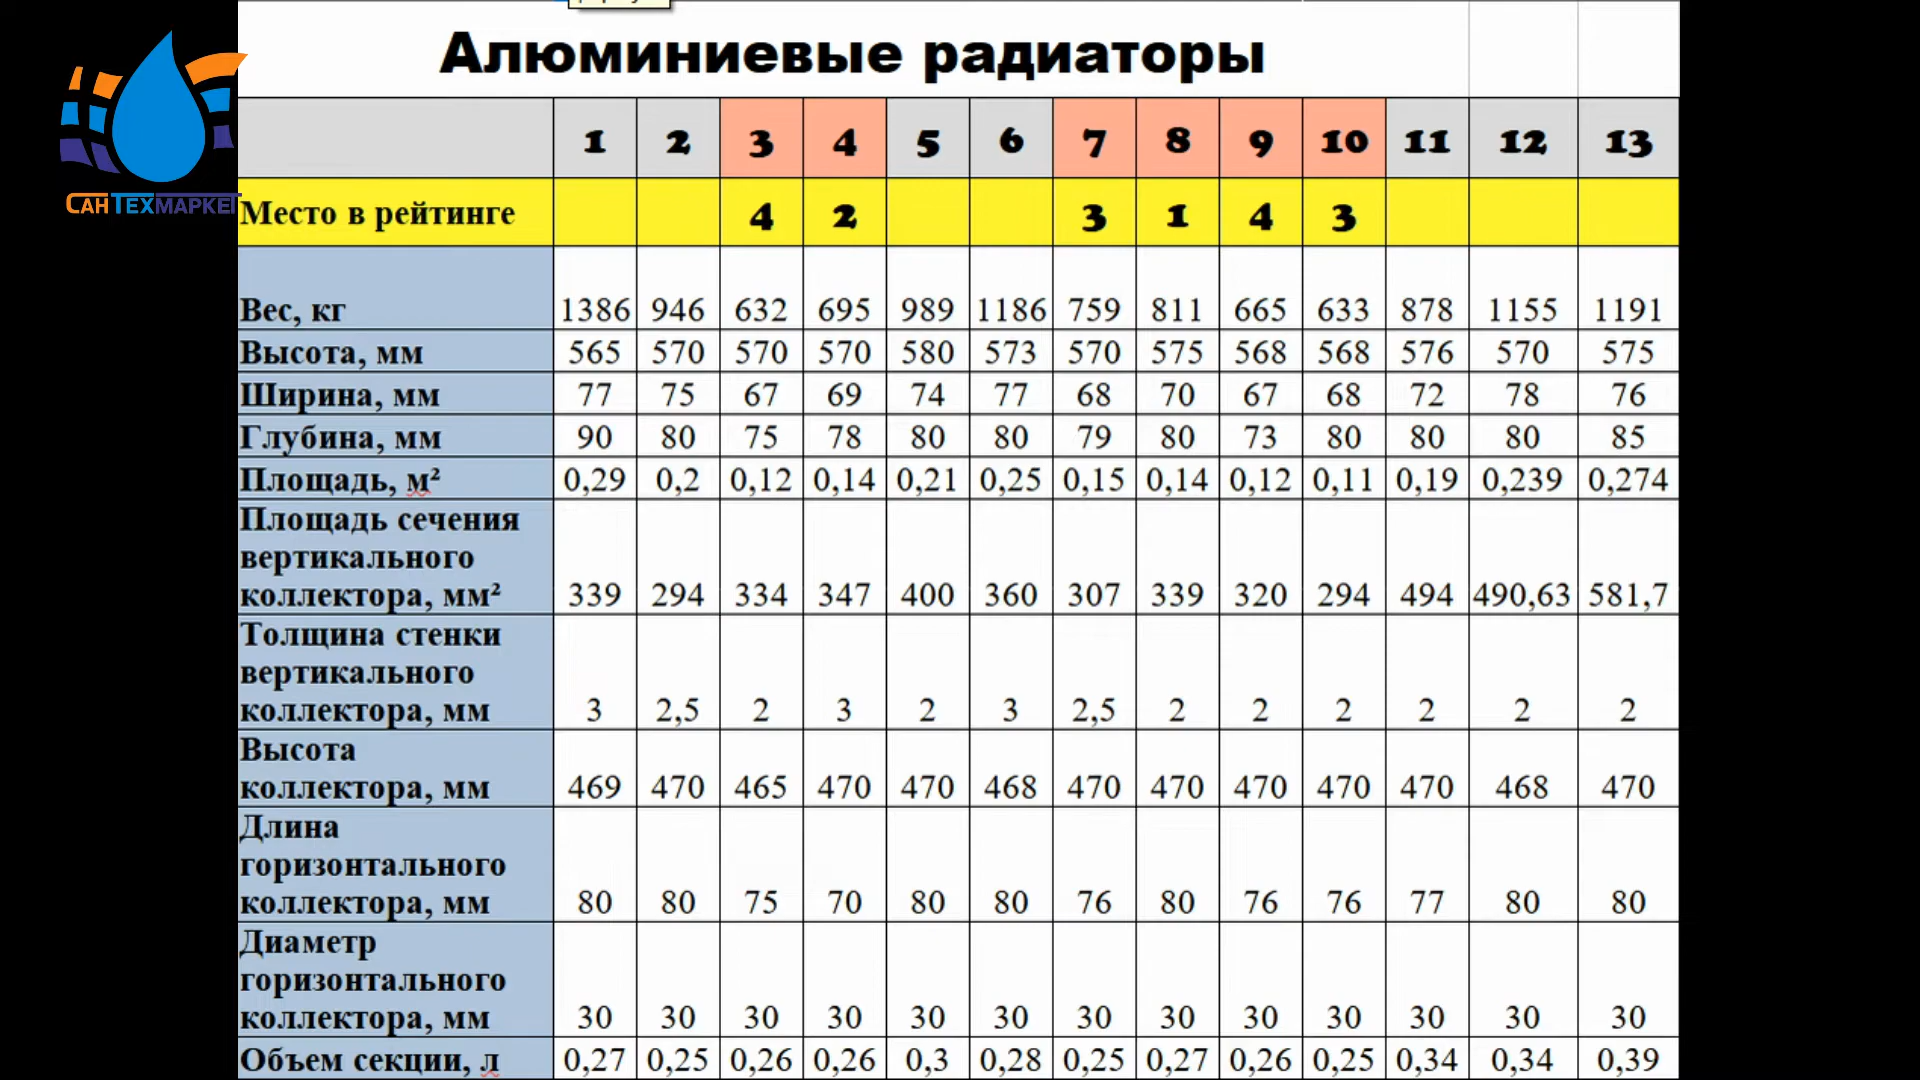 Алюминиевые радиаторы
САНТЕХМАРКЕТ
1 2 3 4 5 6 7 8 9 10 11 12 13
Место в рейтинге 4 2 3 1 4 3
Вес, кг 1386 946 632 695 989 1186 759 811 665 633 878 1155 1191
Высота, мм 565 570 570 570 580 573 570 575 568 568 576 570 575
Ширина, мм 77 75 67 69 74 77 68 70 67 68 72 78 76
Глубина, мм 90 80 75 78 80 80 79 80 73 80 80 80 85
Площадь, м² 0,29 0,2 0,12 0,14 0,21 0,25 0,15 0,14 0,12 0,11 0,19 0,239 0,274
Площадь сечения
вертикального
коллектора, мм² 339 294 334 347 400 360 307 339 320 294 494 490,63 581,7
Толщина стенки
вертикального
коллектора, мм 3 2,5 2 3 2 3 2,5 2 2 2 2 2 2
Высота
коллектора, мм 469 470 465 470 470 468 470 470 470 470 470 468 470
Длина
горизонтального
коллектора, мм 80 80 75 70 80 80 76 80 76 76 77 80 80
Диаметр
горизонтального
коллектора, мм 30 30 30 30 30 30 30 30 30 30 30 30 30
Объем секции, л 0,27 0,25 0,26 0,26 0,3 0,28 0,25 0,27 0,26 0,25 0,34 0,34 0,39